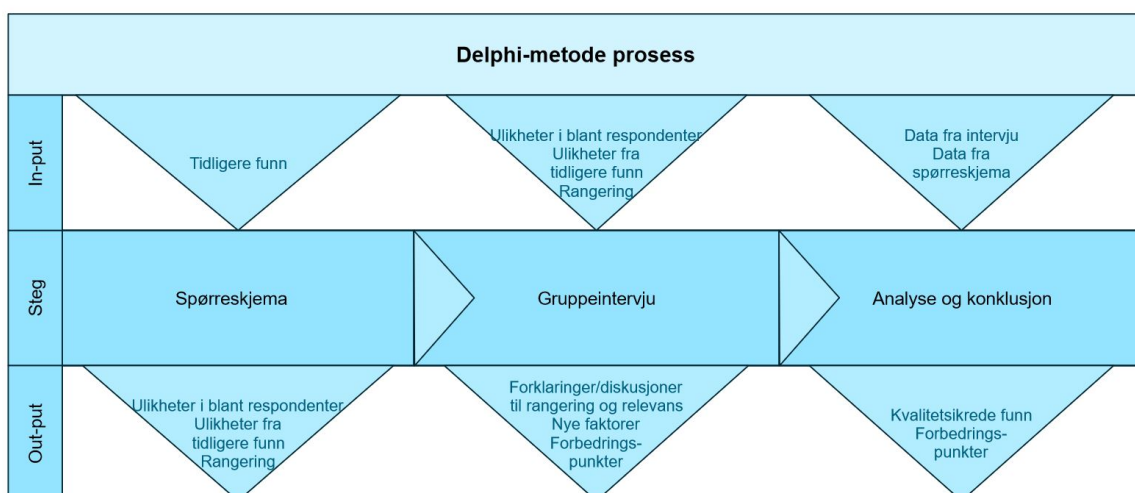 Delphi-metode prosess
In-put
Tidligere funn
Ulikheter i blant respondenter
Ulikheter fra
tidligere funn
Rangering
Data fra intervju
Data fra
spørreskjema
Steg
Spørreskjema
Gruppeintervju
Analyse og konklusjon
Out-put
Ulikheter i blant respondenter
Ulikheter fra
tidligere funn
Rangering
Forklaringer/diskusjoner
til rangering og relevans
Nye faktorer
Forbedrings-
punkter
Kvalitetsikrede funn
Forbedrings-
punkter